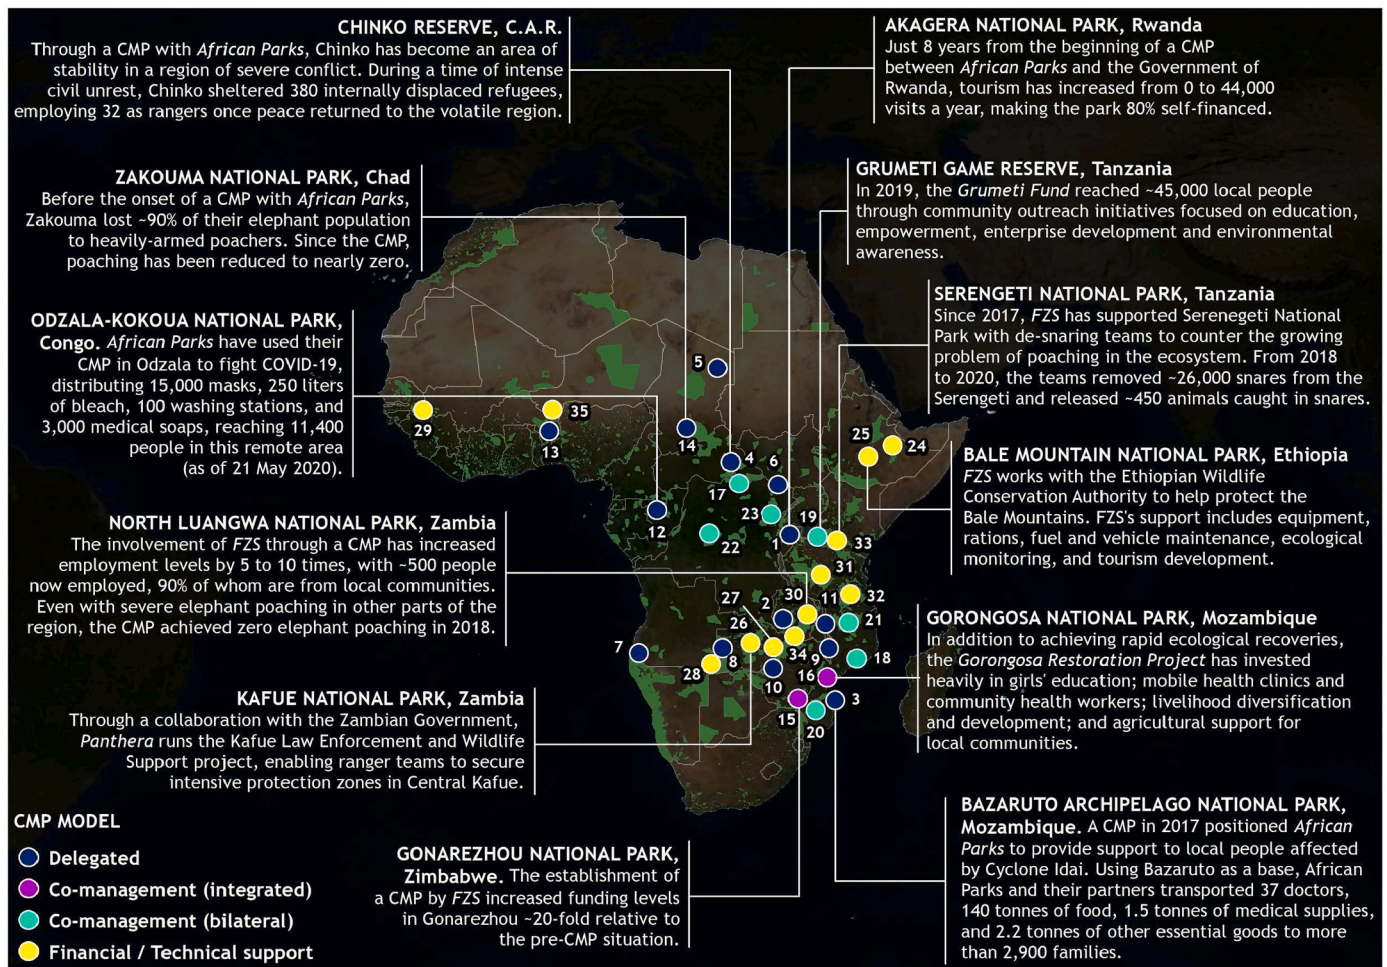 CHINKO RESERVE, C.A.R.
Through a CMP with African Parks, Chinko has become an area of
stability in a region of severe conflict. During a time of intense
civil unrest, Chinko sheltered 380 internally displaced refugees,
employing 32 as rangers once peace returned to the volatile region.
AKAGERA NATIONAL PARK, Rwanda
Just 8 years from the beginning of a CMP
between African Parks and the Government of
Rwanda, tourism has increased from 0 to 44,000
visits a year, making the park 80% self-financed.
ZAKOUMA NATIONAL PARK, Chad
Before the onset of a CMP with African Parks,
Zakouma lost ~90% of their elephant population
to heavily-armed poachers. Since the CMP,
poaching has been reduced to nearly zero.
GRUMETI GAME RESERVE, Tanzania
In 2019, the Grumeti Fund reached ~45,000 local people
through community outreach initiatives focused on education,
empowerment, enterprise development and environmental
awareness.
SERENGETI NATIONAL PARK, Tanzania
Since 2017, FZS has supported Serenegeti National
Park with de-snaring teams to counter the growing
problem of poaching in the ecosystem. From 2018
to 2020, the teams removed ~26,000 snares from the
Serengeti and released ~450 animals caught in snares.
ODZALA-KOKOUA NATIONAL PARK,
Congo. African Parks have used their
CMP in Odzala to fight COVID-19,
distributing 15,000 masks, 250 liters
of bleach, 100 washing stations, and
3,000 medical soaps, reaching 11,400
people in this remote area
(as of 21 May 2020).
BALE MOUNTAIN NATIONAL PARK, Ethiopia
FZS works with the Ethiopian Wildlife
Conservation Authority to help protect the
Bale Mountains. FZS's support includes equipment,
rations, fuel and vehicle maintenance, ecological
monitoring, and tourism development.
NORTH LUANGWA NATIONAL PARK, Zambia
The involvement of FZS through a CMP has increased
employment levels by 5 to 10 times, with ~500 people
now employed, 90% of whom are from local communities.
Even with severe elephant poaching in other parts of the
region, the CMP achieved zero elephant poaching in 2018.
GORONGOSA NATIONAL PARK, Mozambique
In addition to achieving rapid ecological recoveries,
the Gorongosa Restoration Project has invested
heavily in girls' education; mobile health clinics and
community health workers; livelihood diversification
and development; and agricultural support for
local communities.
KAFUE NATIONAL PARK, Zambia
Through a collaboration with the Zambian Government,
Panthera runs the Kafue Law Enforcement and Wildlife
Support project, enabling ranger teams to secure
intensive protection zones in Central Kafue.
BAZARUTO ARCHIPELAGO NATIONAL PARK,
Mozambique. A CMP in 2017 positioned African
Parks to provide support to local people affected
by Cyclone Idai. Using Bazaruto as a base, African
Parks and their partners transported 37 doctors,
140 tonnes of food, 1.5 tonnes of medical supplies,
and 2.2 tonnes of other essential goods to more
than 2,900 families.
GONAREZHOU NATIONAL PARK,
Zimbabwe. The establishment of
a CMP by FZS increased funding levels
in Gonarezhou ~20-fold relative to
the pre-CMP situation.
CMP MODEL
Delegated
Co-management (integrated)
Co-management (bilateral)
Financial / Technical support
5
29
35
13
14
25
24
4
6
17
23
19
12
22
1
33
31
27
2
30
11
32
26
21
7
28
8
34
9
18
10
16
15
3
20